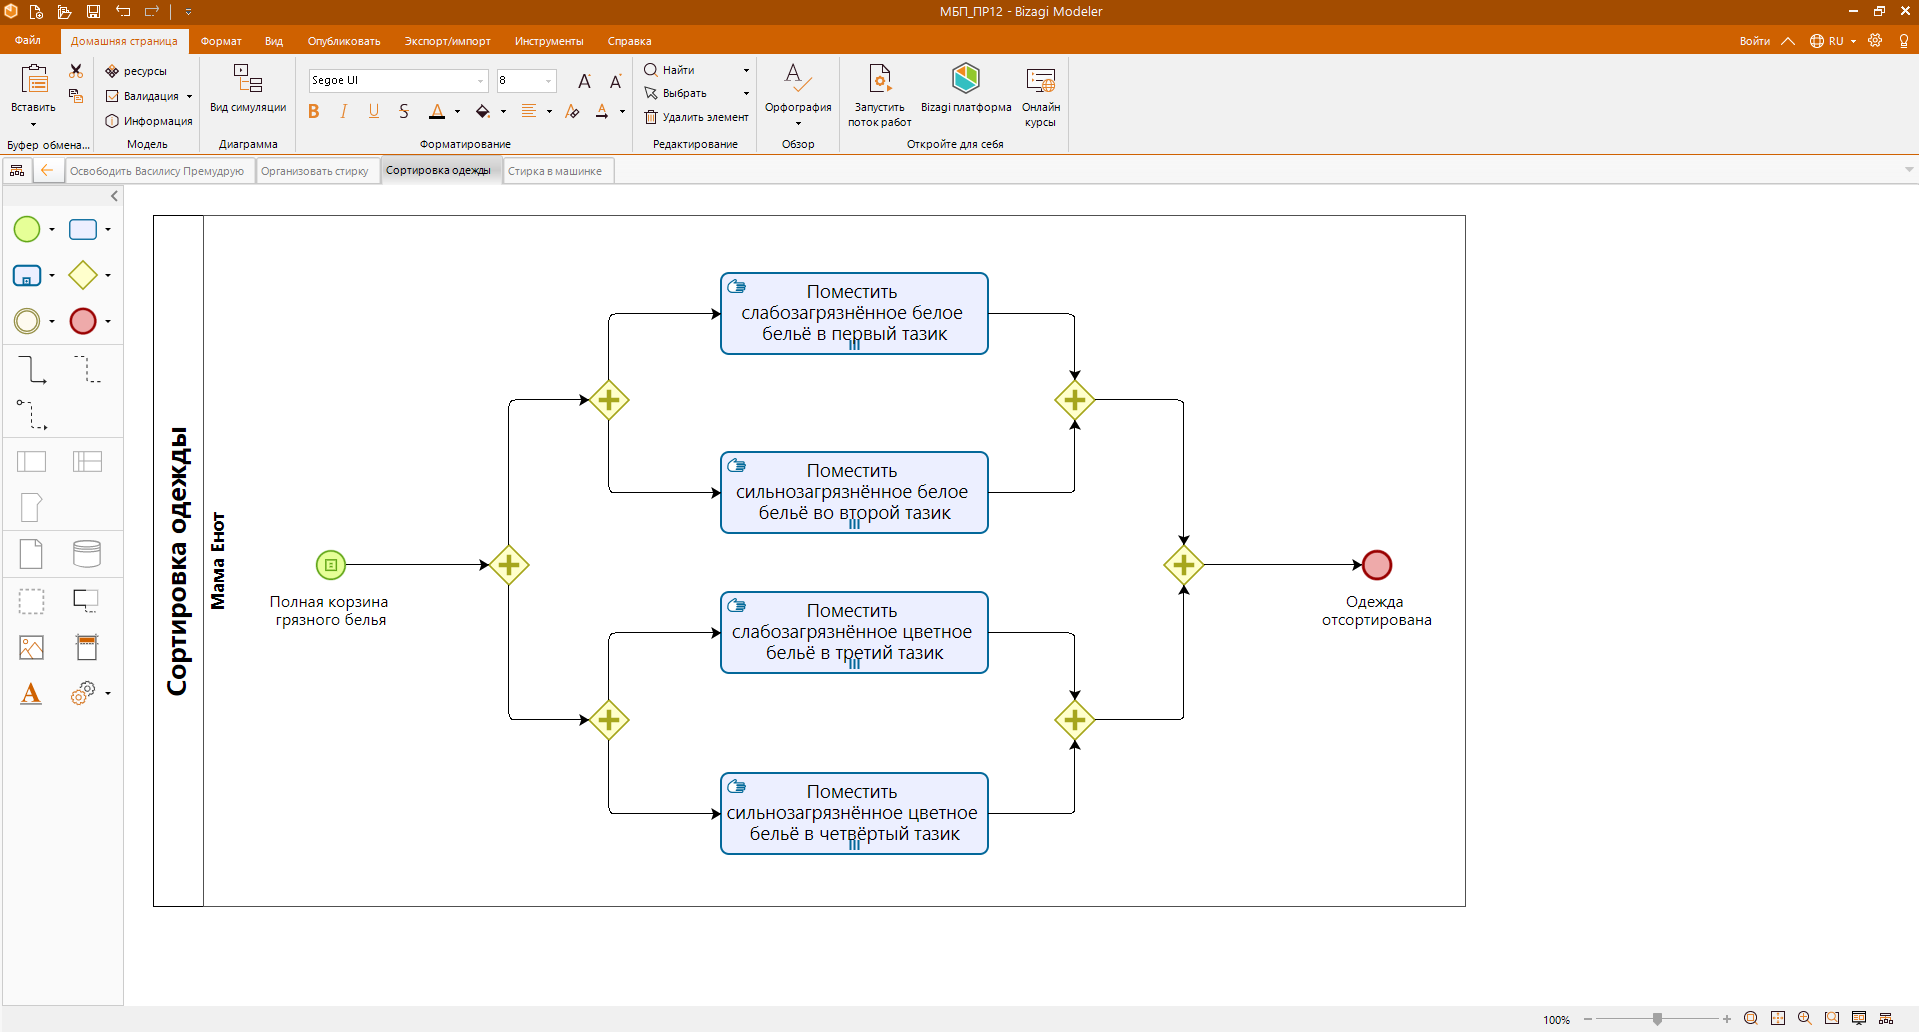 МБП_ПР12 - Bizagi Modeler
Файл
Домашняя страница
Формат
Вид
Опубликовать
Экспорт/импорт
Инструменты
Справка
Войти
RU
Вставить
Буфер обмена...
ресурсы
Валидация
Информация
Модель
Вид симуляции
Диаграмма
Segoe UI
8
Форматирование
Найти
Выбрать
Удалить элемент
Редактирование
Орфография
Обзор
Запустить
поток работ
Bizagi платформа
Онлайн
курсы
Откройте для себя
Освободить Василису Премудрую
Организовать стирку
Сортировка одежды
Стирка в машинке
Сортировка одежды
Мама Енот
Полная корзина
грязного белья
Поместить
слабозагрязнённое белое
бельё в первый тазик
Поместить
сильнозагрязнённое белое
бельё во второй тазик
Поместить
слабозагрязнённое цветное
бельё в третий тазик
Поместить
сильнозагрязнённое цветное
бельё в четвёртый тазик
Одежда
отсортирована
100%